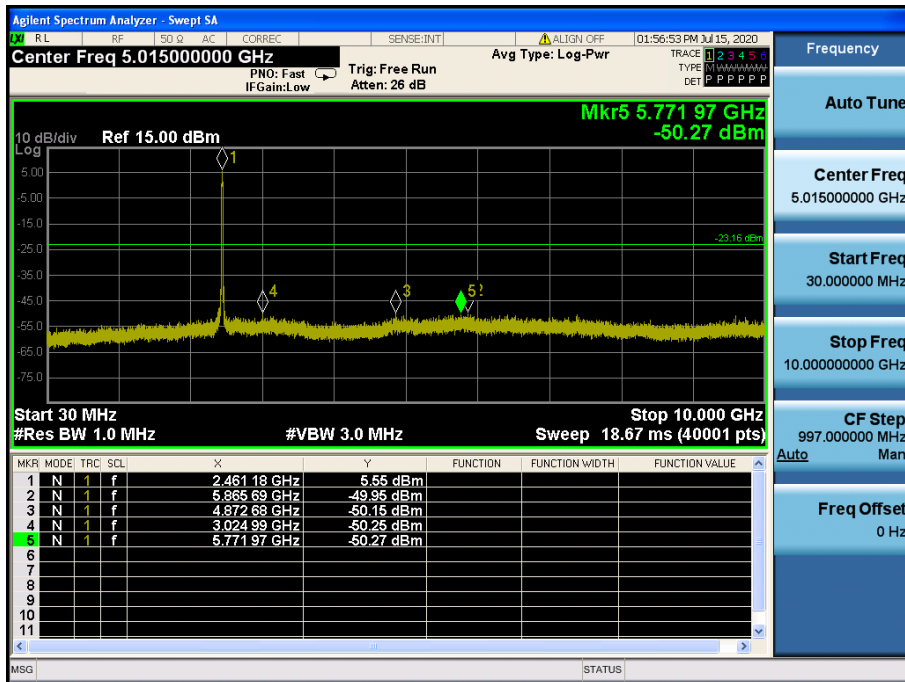 Agilent Spectrum Analyzer - Swept SA
LXI RL RF 50 Ω AC CORREC SENSE:INT ALIGN OFF 01:56:53 PM Jul 15, 2020
Center Freq 5.015000000 GHz
PNO: Fast
IFGain:Low
Trig: Free Run
Atten: 26 dB
Avg Type: Log-Pwr
TRACE 1 2 3 4 5 6
TYPE M WWWWW
DET P P P P P P
Mkr5 5.771 97 GHz
-50.27 dBm
10 dB/div Ref 15.00 dBm
Log
5.00
-5.00
-15.0
-25.0
-35.0
-45.0
-55.0
-65.0
-75.0
1
4
3
5
-23.16 dBm
Start 30 MHz Stop 10.000 GHz
#Res BW 1.0 MHz #VBW 3.0 MHz Sweep 18.67 ms (40001 pts)
MKR MODE TRC SCL X Y FUNCTION FUNCTION WIDTH FUNCTION VALUE
1 N 1 f 2.461 18 GHz 5.55 dBm
2 N 1 f 5.865 69 GHz -49.95 dBm
3 N 1 f 4.872 68 GHz -50.15 dBm
4 N 1 f 3.024 99 GHz -50.25 dBm
5 N 1 f 5.771 97 GHz -50.27 dBm
6
7
8
9
10
11
MSG STATUS
Frequency
Auto Tune
Center Freq
5.015000000 GHz
Start Freq
30.000000 MHz
Stop Freq
10.000000000 GHz
CF Step
997.000000 MHz
Auto Man
Freq Offset
0 Hz